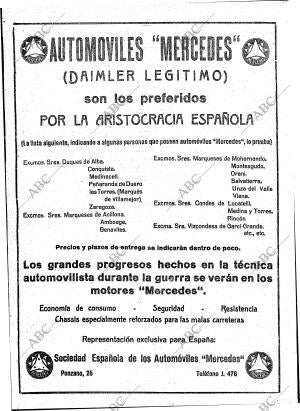 AUTOMOVILES "MERCEDES"
(DAIMLER LEGITIMO)
son los preferidos
POR LA ARISTOCRACIA ESPAÑOLA
(La lista siguiente, indicando a algunas personas que poseen automóviles "Mercedes", lo prueba)
Excmos. Sres. Duques de Alba.
Conquista.
Medinaceli.
Peñaranda de Duero
las Torres. (Marqués
de Villamejor)
Zaragoza.
Excmos. Sres. Marqueses de Acillona.
Amboage.
Benavites.
Excmos. Sres. Marqueses de Mohernando.
Monteagudo.
Orani.
Salvatierra.
Unza del Valle
Viana.
Excmos. Sres. Condes de Locatelli.
Medina y Torres.
Rincón
Excma. Sra. Vizcondesa de Garci-Grande.
etc., etc.
Precios y plazos de entrega se indicarán dentro de poco.
Los grandes progresos hechos en la técnica
automovilista durante la guerra se verán en los
motores "Mercedes".
Economía de consumo - Seguridad - Resistencia
Chassis especialmente reforzados para las malas carreteras
Representación exclusiva para España:
Sociedad Española de los Automóviles "Mercedes"
Ponzano, 25 Teléfono J. 476